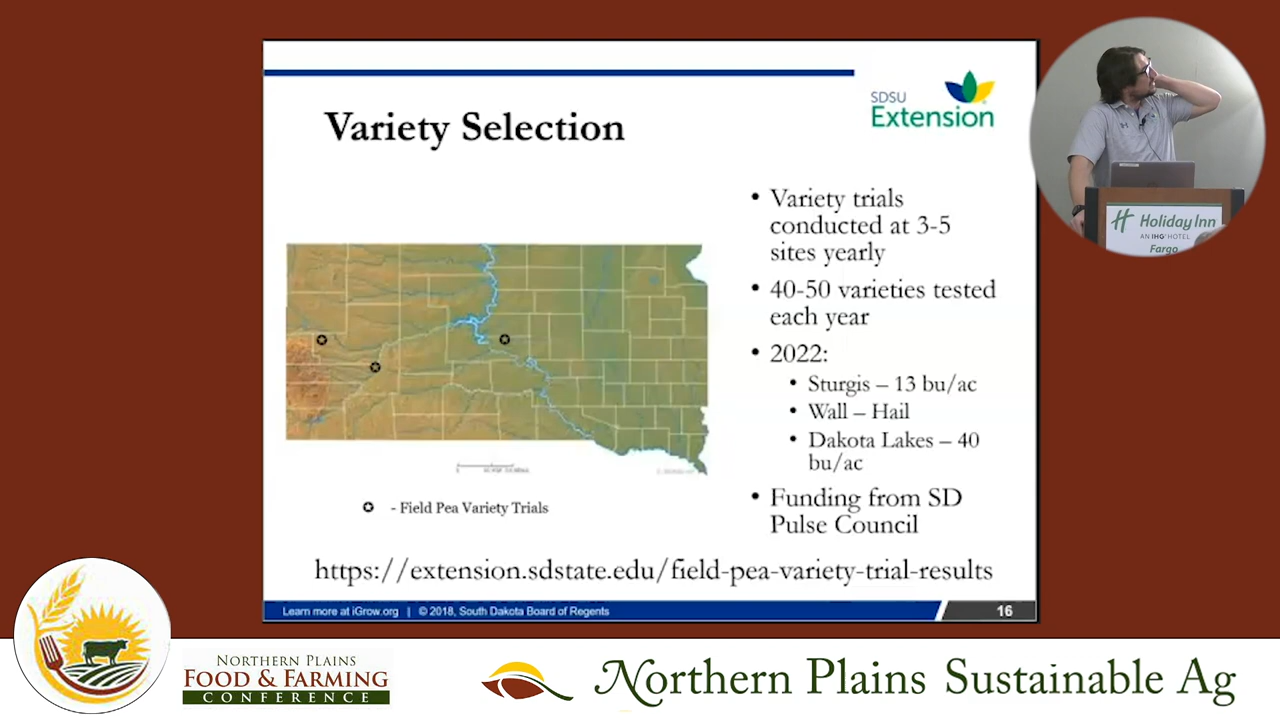 Variety Selection
SDSU
Extension
• Variety trials
conducted at 3-5
sites yearly
• 40-50 varieties tested
each year
• 2022:
• Sturgis – 13 bu/ac
• Wall – Hail
• Dakota Lakes – 40
bu/ac
• Funding from SD
Pulse Council
- Field Pea Variety Trials
https://extension.sdstate.edu/field-pea-variety-trial-results
Learn more at iGrow.org | © 2018, South Dakota Board of Regents
16
Holiday Inn
AN IHG HOTEL
Fargo
NORTHERN PLAINS
FOOD & FARMING
CONFERENCE
Northern Plains Sustainable Ag